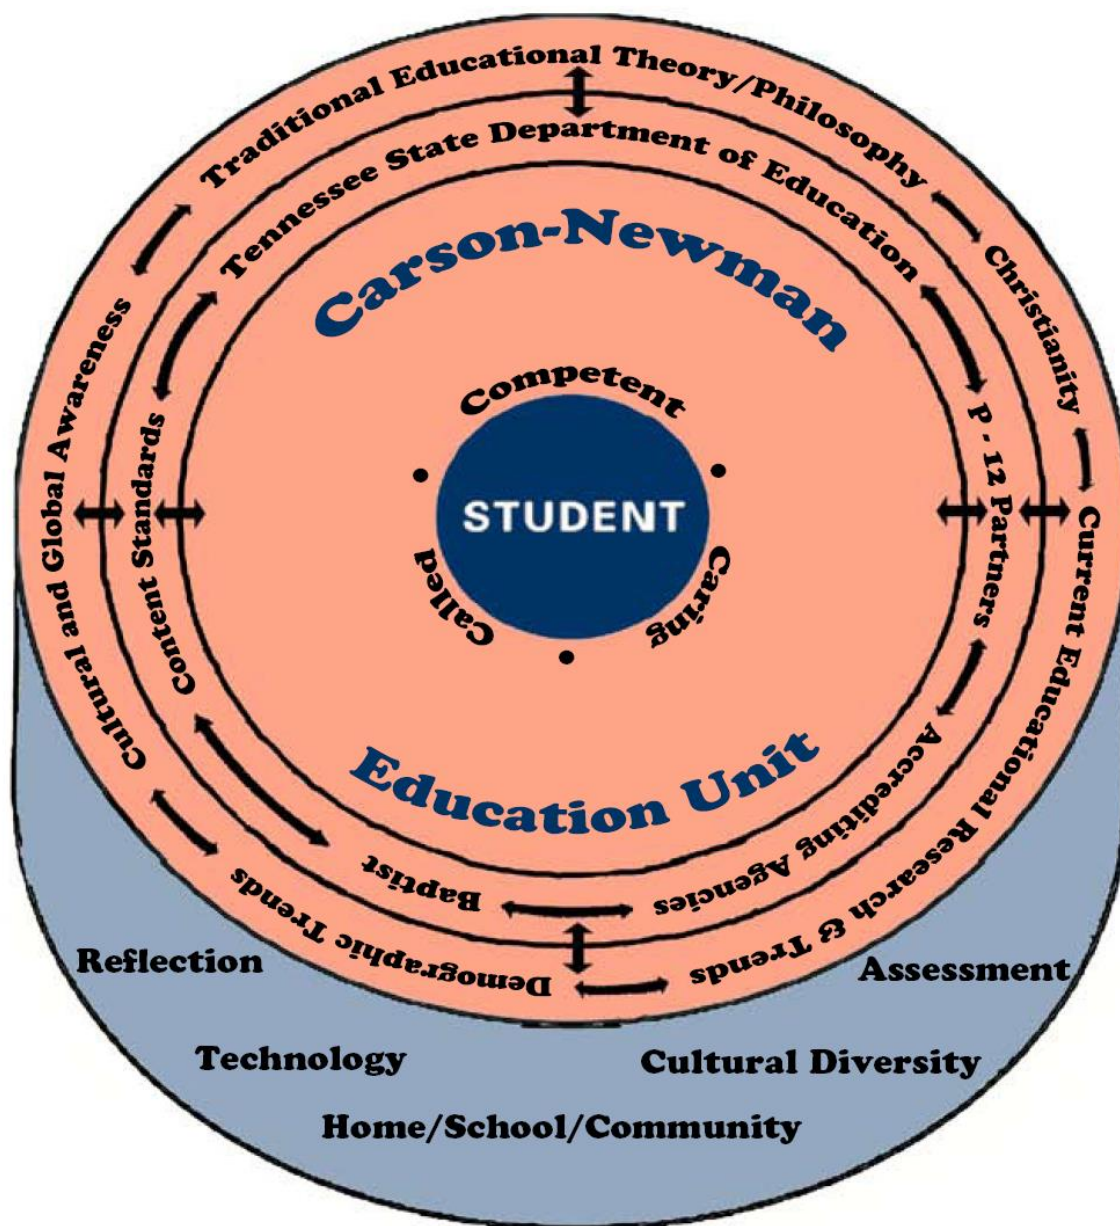 Traditional Educational Theory/Philosophy
Christianity
Current Educational Research & Trends
Demographic Trends
Cultural and Global Awareness
Tennessee State Department of Education
P - 12 Partners
Accrediting Agencies
Baptist
Content Standards
Carson-Newman
Competent
STUDENT
Caring
Called
Education Unit
Reflection
Assessment
Technology
Cultural Diversity
Home/School/Community